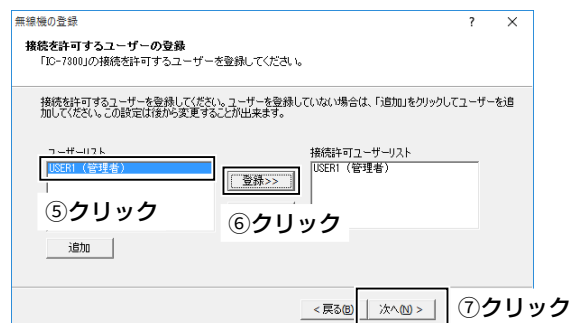 無線機の登録 ? ×
接続を許可するユーザーの登録
「IC-7300」の接続を許可するユーザーを登録してください。
接続を許可するユーザーを登録してください。ユーザーを登録していない場合は、「追加」をクリックしてユーザーを追
加してください。この設定は後から変更することが出来ます。
ユーザーリスト
接続許可ユーザーリスト
USER1 (管理者)
登録>>
USER1 (管理者)
⑤クリック
⑥クリック
追加
< 戻る(B)
次へ(N) >
⑦クリック